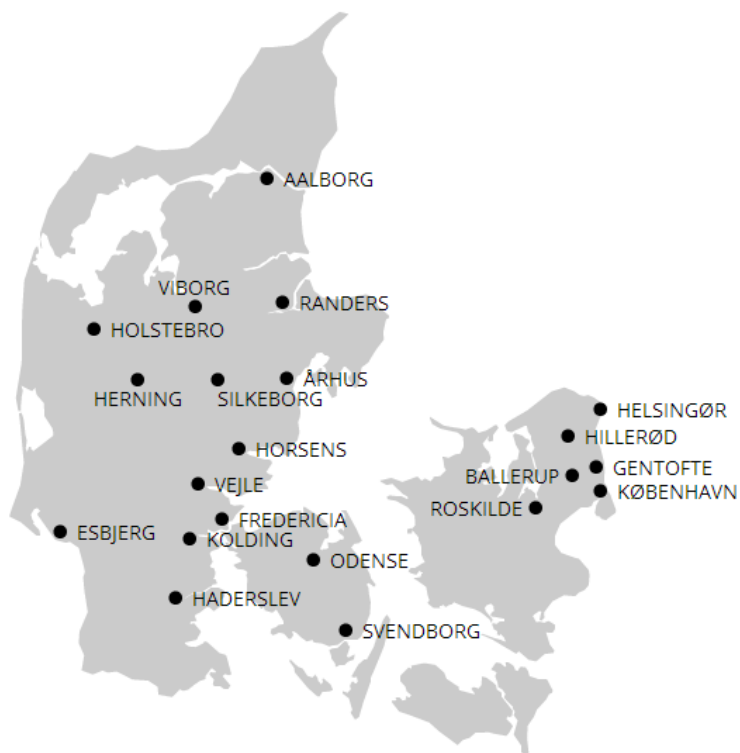 AALBORG
VIBORG
RANDERS
HOLSTEBRO
ÅRHUS
HERNING
SILKEBORG
HELSINGØR
HILLERØD
HORSENS
GENTOFTE
BALLERUP
VEJLE
KØBENHAVN
ROSKILDE
FREDERICIA
ESBJERG
KOLDING
ODENSE
HADERSLEV
SVENDBORG